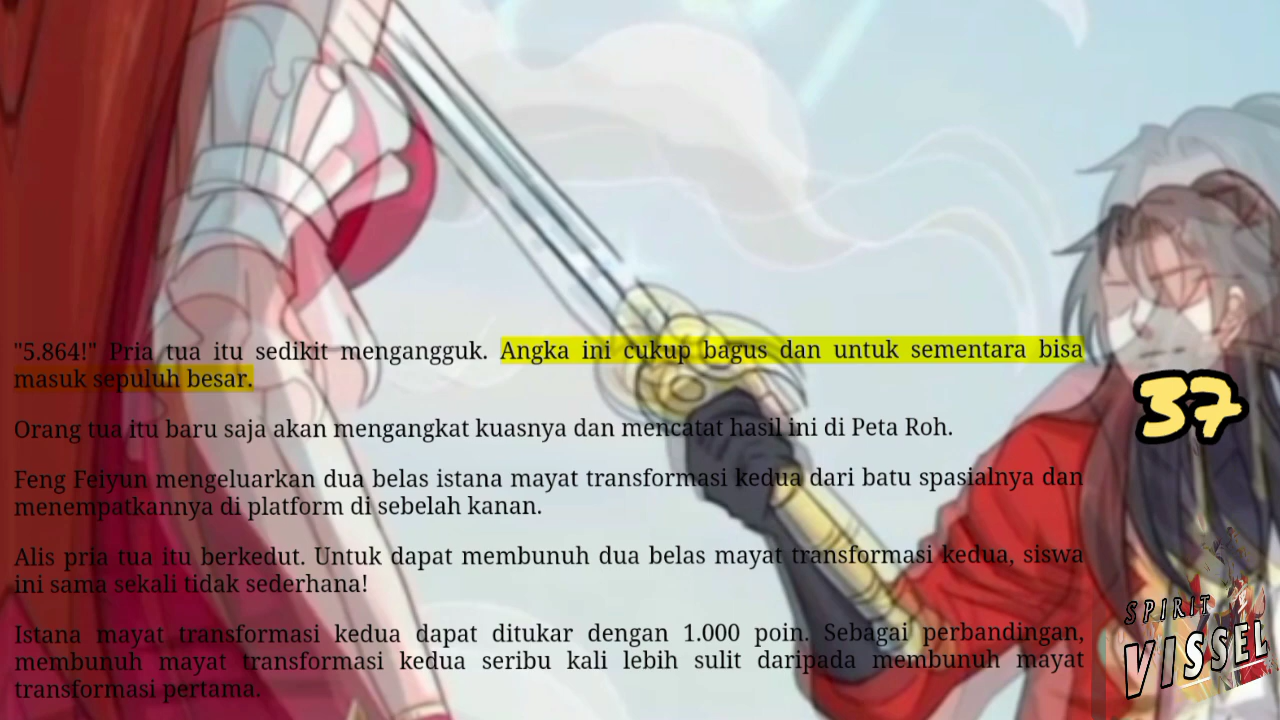 "5.864!" Pria tua itu sedikit mengangguk. Angka ini cukup bagus dan untuk sementara bisa
masuk sepuluh besar.
Orang tua itu baru saja akan mengangkat kuasnya dan mencatat hasil ini di Peta Roh.
Feng Feiyun mengeluarkan dua belas istana mayat transformasi kedua dari batu spasialnya dan
menempatkannya di platform di sebelah kanan.
Alis pria tua itu berkedut. Untuk dapat membunuh dua belas mayat transformasi kedua, siswa
ini sama sekali tidak sederhana!
Istana mayat transformasi kedua dapat ditukar dengan 1.000 poin. Sebagai perbandingan,
membunuh mayat transformasi kedua seribu kali lebih sulit daripada membunuh mayat
transformasi pertama.
37
SPIRIT
VISSEL